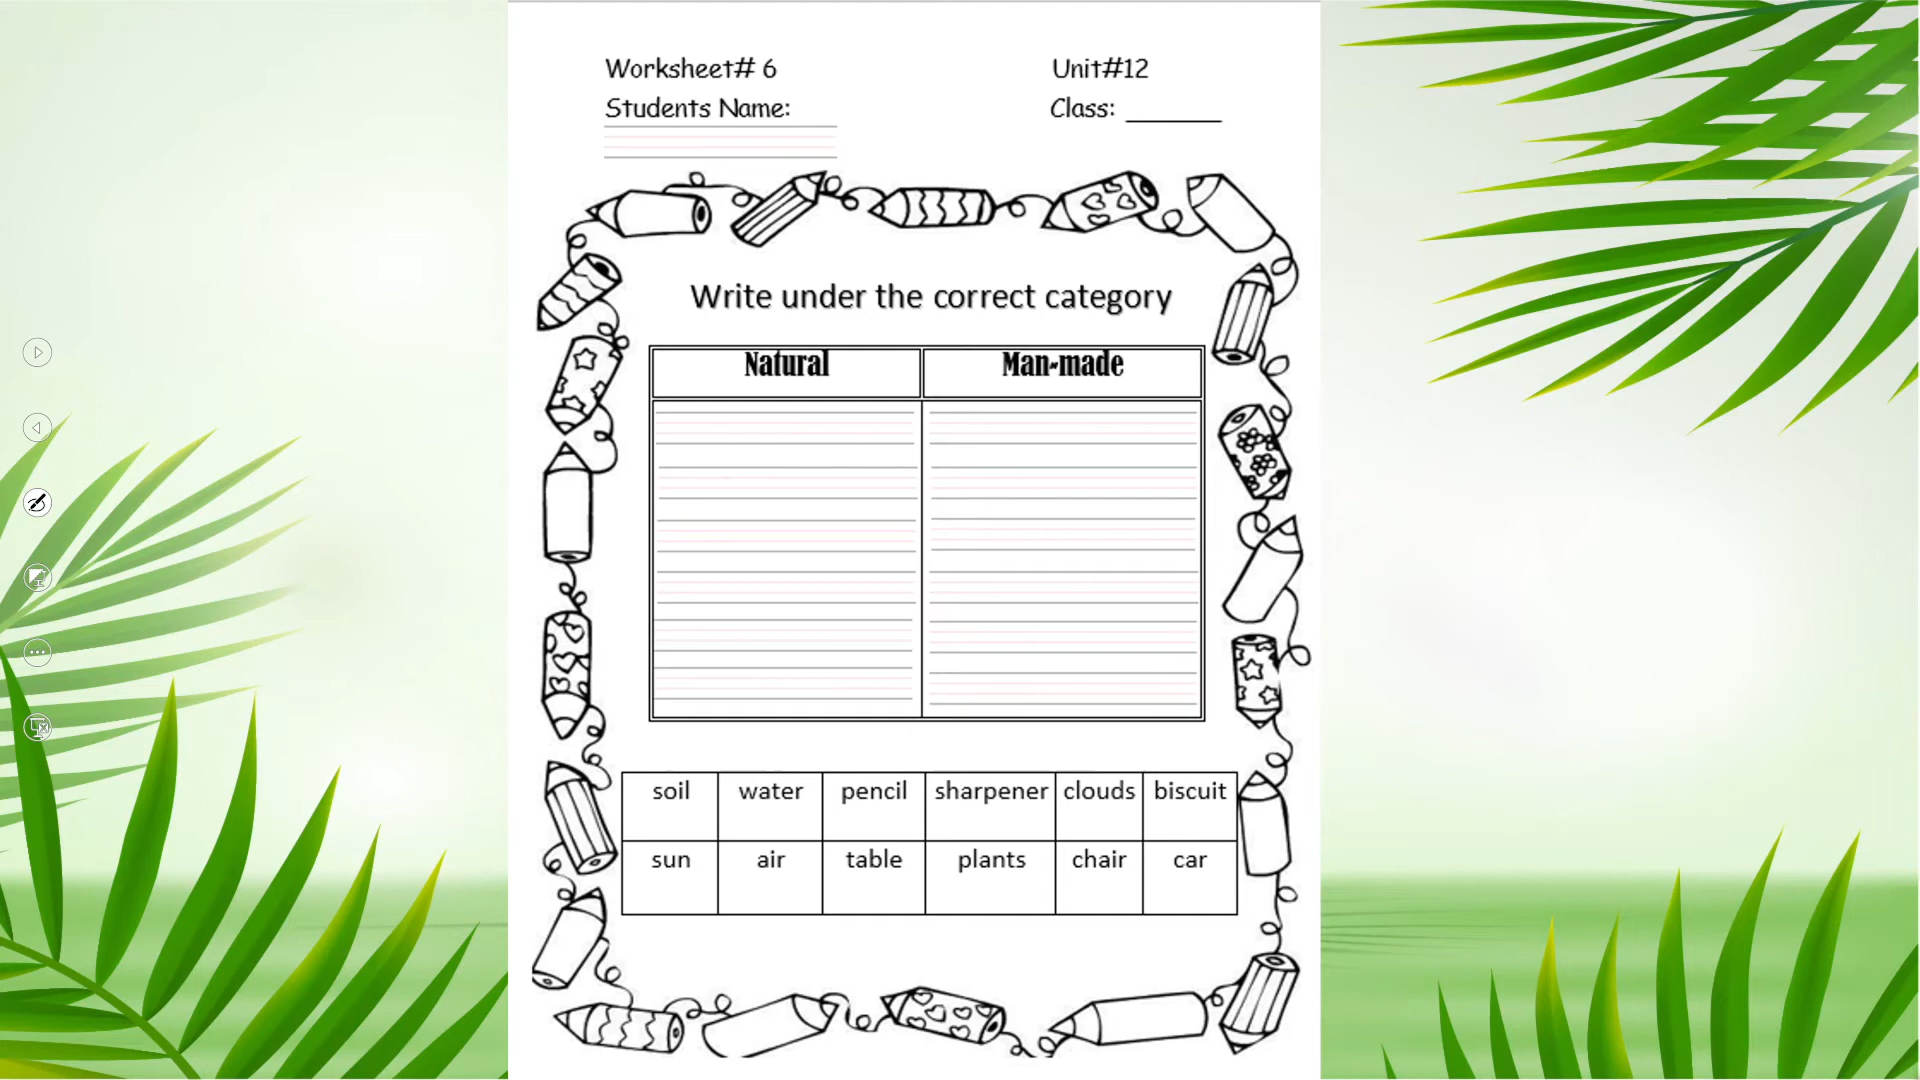 Worksheet# 6 Unit#12
Students Name: Class: ________
Write under the correct category
Natural Man-made
soil water pencil sharpener clouds biscuit
sun air table plants chair car